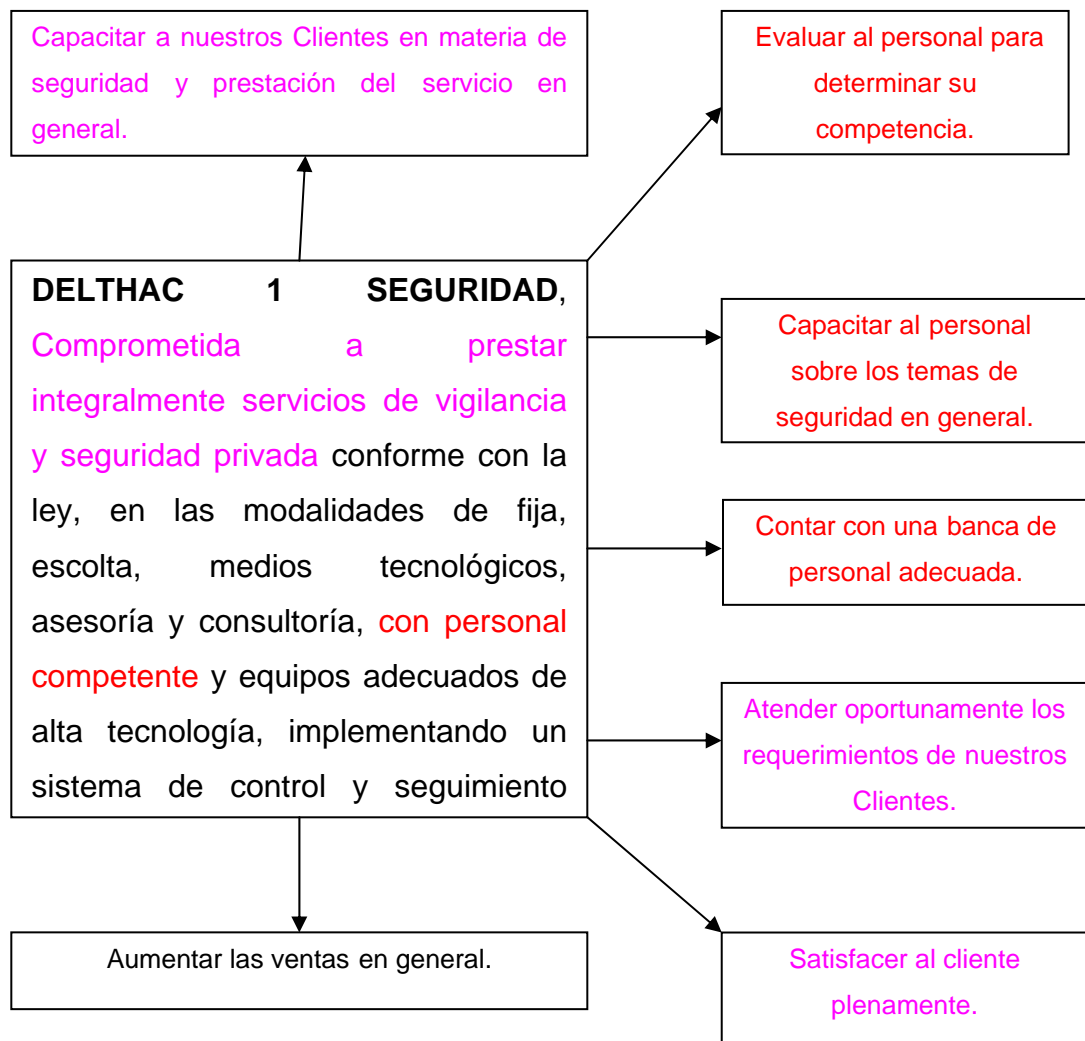 Capacitar a nuestros Clientes en materia de
seguridad y prestación del servicio en
general.
Evaluar al personal para
determinar su
competencia.
DELTHAC 1 SEGURIDAD,
Comprometida a prestar
integralmente servicios de vigilancia
y seguridad privada conforme con la
ley, en las modalidades de fija,
escolta, medios tecnológicos,
asesoría y consultoría, con personal
competente y equipos adecuados de
alta tecnología, implementando un
sistema de control y seguimiento
Capacitar al personal
sobre los temas de
seguridad en general.
Contar con una banca de
personal adecuada.
Atender oportunamente los
requerimientos de nuestros
Clientes.
Aumentar las ventas en general.
Satisfacer al cliente
plenamente.